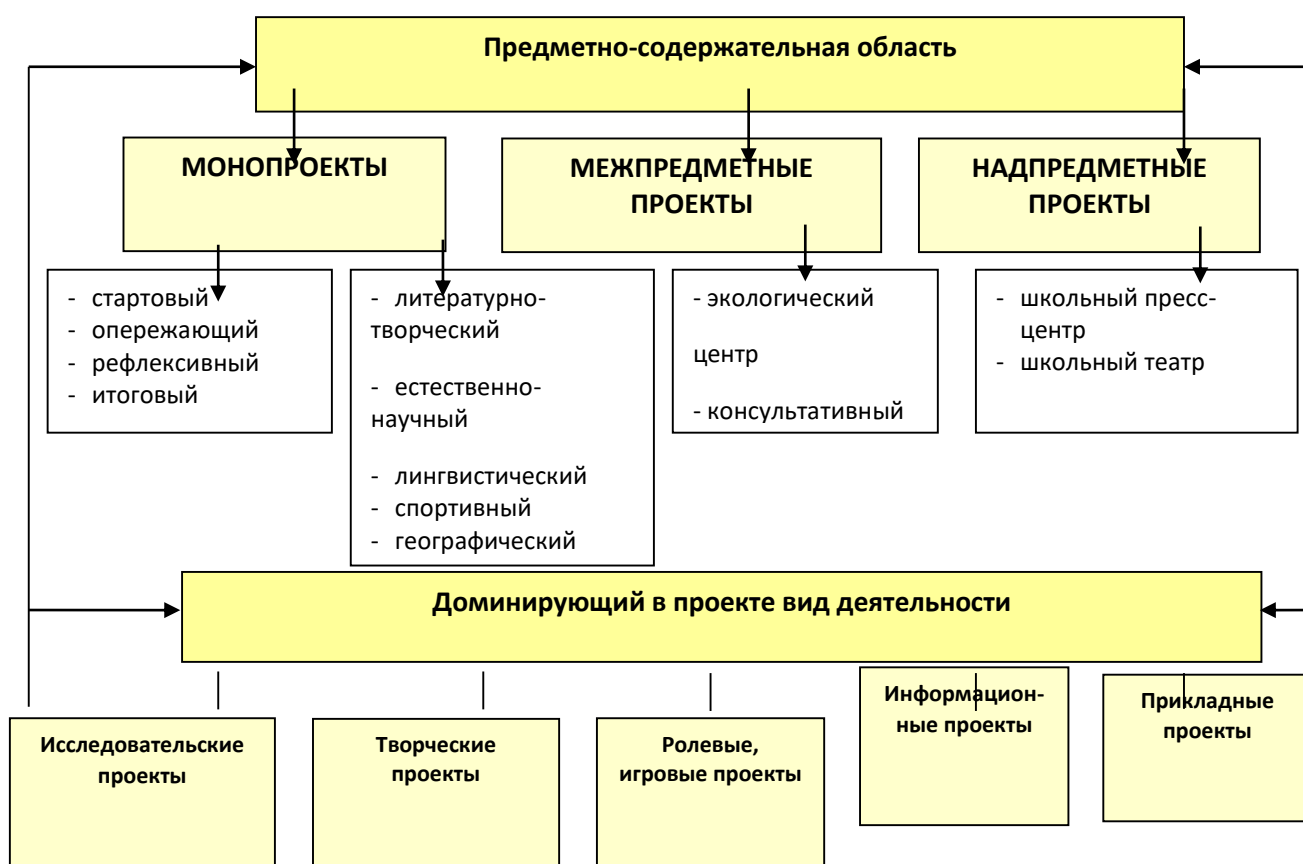 Предметно-содержательная область
МОНОПРОЕКТЫ
МЕЖПРЕДМЕТНЫЕ
ПРОЕКТЫ
НАДПРЕДМЕТНЫЕ
ПРОЕКТЫ
- стартовый
- опережающий
- рефлексивный
- итоговый
- литературно-
творческий
- естественно-
научный
- лингвистический
- спортивный
- географический
- экологический
центр
- консультативный
- школьный пресс-
центр
- школьный театр
Доминирующий в проекте вид деятельности
Исследовательские
проекты
Творческие
проекты
Ролевые,
игровые проекты
Информацион-
ные проекты
Прикладные
проекты